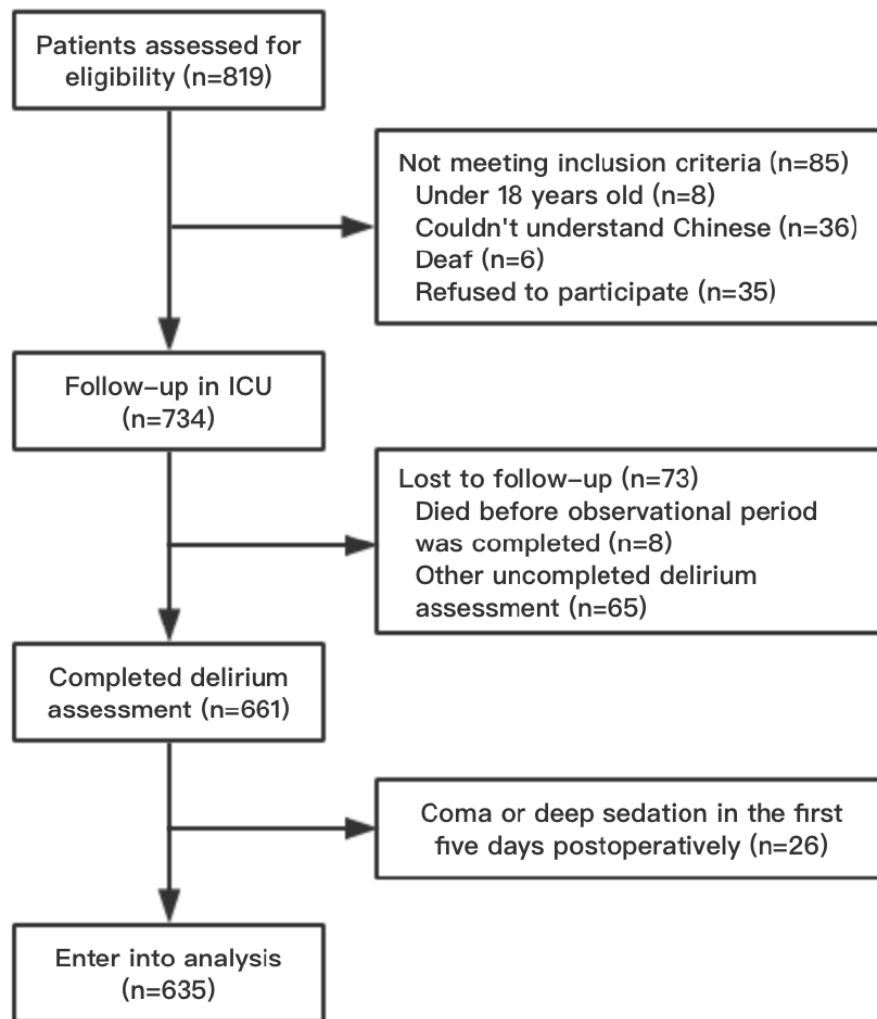 Patients assessed for
eligibility (n=819)
Not meeting inclusion criteria (n=85)
Under 18 years old (n=8)
Couldn't understand Chinese (n=36)
Deaf (n=6)
Refused to participate (n=35)
Follow–up in ICU
(n=734)
Lost to follow–up (n=73)
Died before observational period
was completed (n=8)
Other uncompleted delirium
assessment (n=65)
Completed delirium
assessment (n=661)
Coma or deep sedation in the first
five days postoperatively (n=26)
Enter into analysis
(n=635)